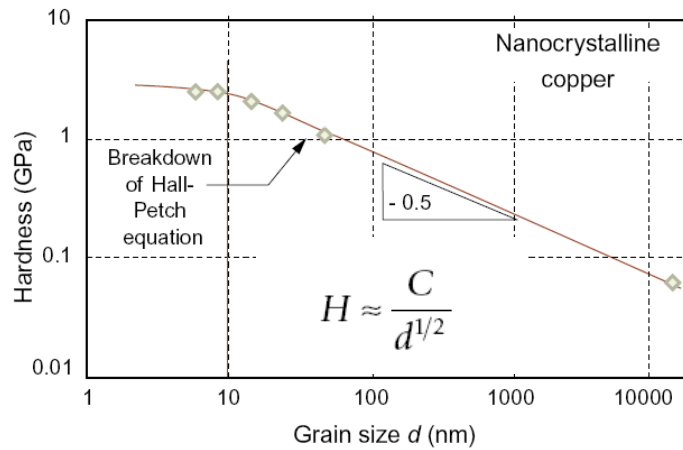 10
Nanocrystalline
copper
1
Breakdown
of Hall-
Petch
equation
- 0.5
0.1
H ≈ C / d^{1/2}
0.01
1
10
100
1000
10000
Hardness (GPa)
Grain size d (nm)